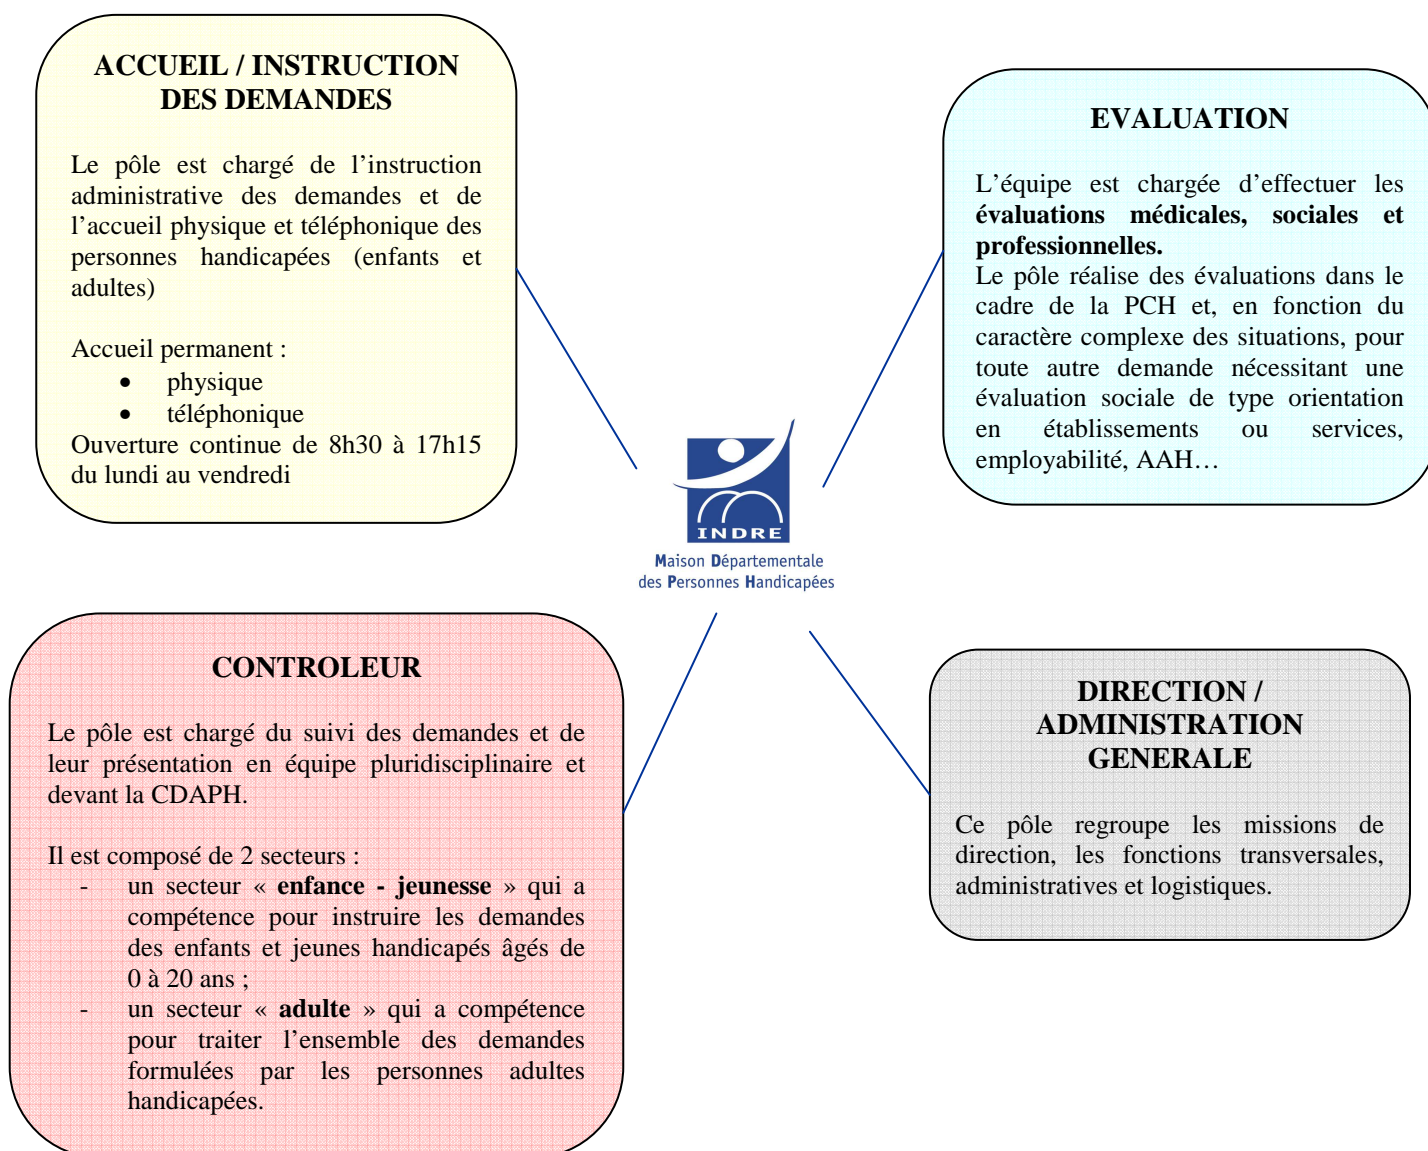 ACCUEIL / INSTRUCTION
DES DEMANDES
Le pôle est chargé de l’instruction
administrative des demandes et de
l’accueil physique et téléphonique des
personnes handicapées (enfants et
adultes)
Accueil permanent :
• physique
• téléphonique
Ouverture continue de 8h30 à 17h15
du lundi au vendredi
EVALUATION
L’équipe est chargée d’effectuer les
évaluations médicales, sociales et
professionnelles.
Le pôle réalise des évaluations dans le
cadre de la PCH et, en fonction du
caractère complexe des situations, pour
toute autre demande nécessitant une
évaluation sociale de type orientation
en établissements ou services,
employabilité, AAH…
INDRE
Maison Départementale
des Personnes Handicapées
CONTROLEUR
Le pôle est chargé du suivi des demandes et de
leur présentation en équipe pluridisciplinaire et
devant la CDAPH.
Il est composé de 2 secteurs :
- un secteur « enfance - jeunesse » qui a
compétence pour instruire les demandes
des enfants et jeunes handicapés âgés de
0 à 20 ans ;
- un secteur « adulte » qui a compétence
pour traiter l’ensemble des demandes
formulées par les personnes adultes
handicapées.
DIRECTION /
ADMINISTRATION
GENERALE
Ce pôle regroupe les missions de
direction, les fonctions transversales,
administratives et logistiques.